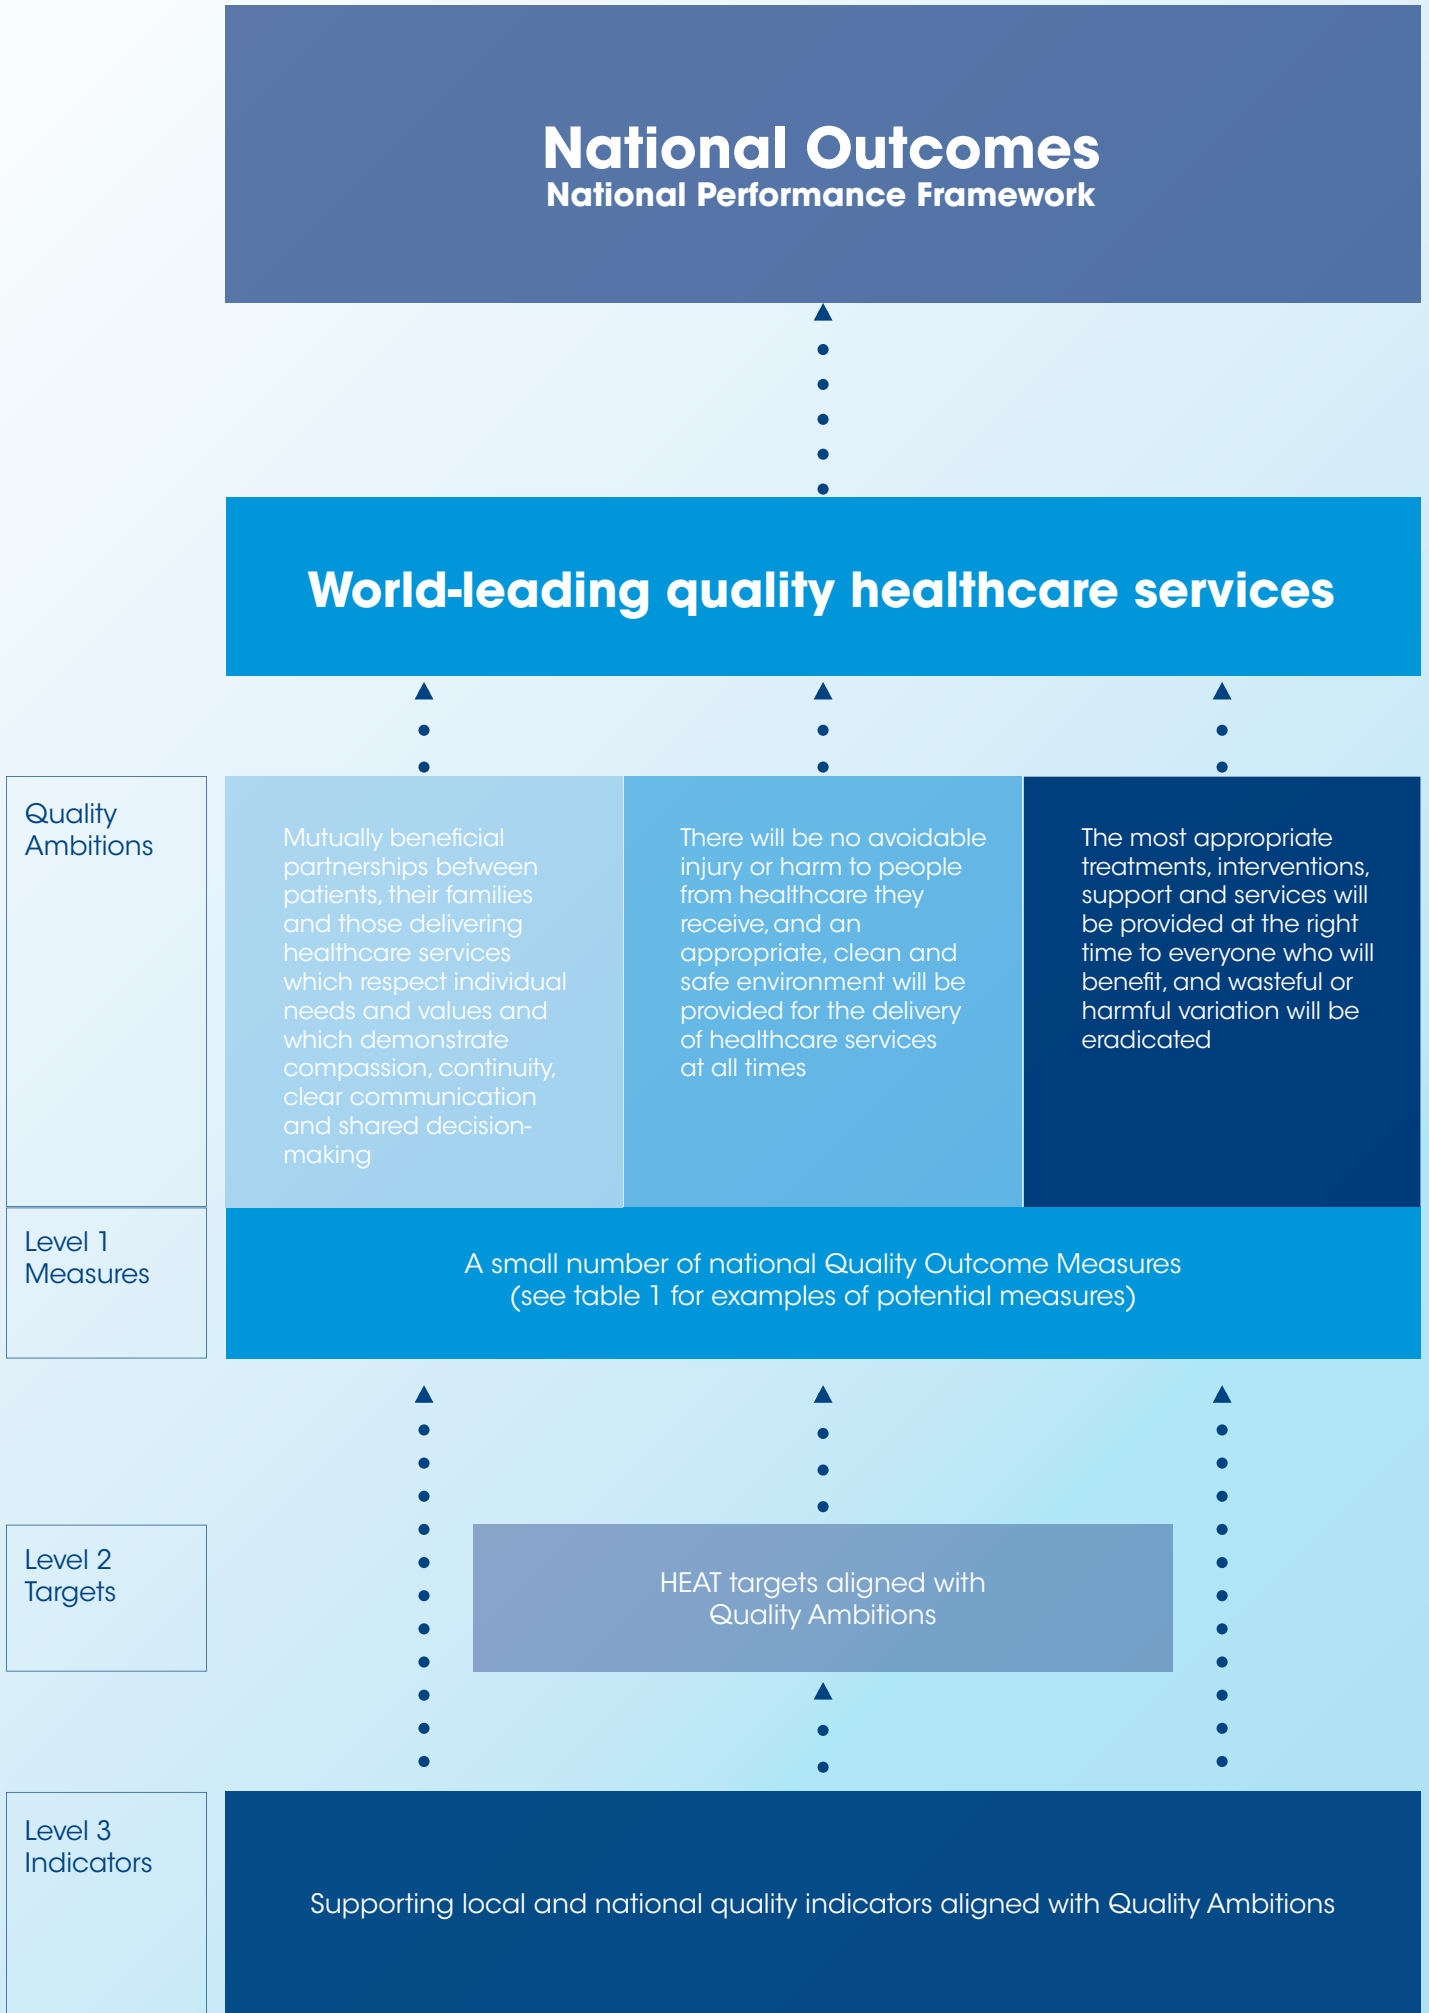 National Outcomes
National Performance Framework
World-leading quality healthcare services
Quality
Ambitions
Mutually beneficial
partnerships between
patients, their families
and those delivering
healthcare services
which respect individual
needs and values and
which demonstrate
compassion, continuity,
clear communication
and shared decision-
making
There will be no avoidable
injury or harm to people
from healthcare they
receive, and an
appropriate, clean and
safe environment will be
provided for the delivery
of healthcare services
at all times
The most appropriate
treatments, interventions,
support and services will
be provided at the right
time to everyone who will
benefit, and wasteful or
harmful variation will be
eradicated
Level 1
Measures
A small number of national Quality Outcome Measures
(see table 1 for examples of potential measures)
Level 2
Targets
HEAT targets aligned with
Quality Ambitions
Level 3
Indicators
Supporting local and national quality indicators aligned with Quality Ambitions